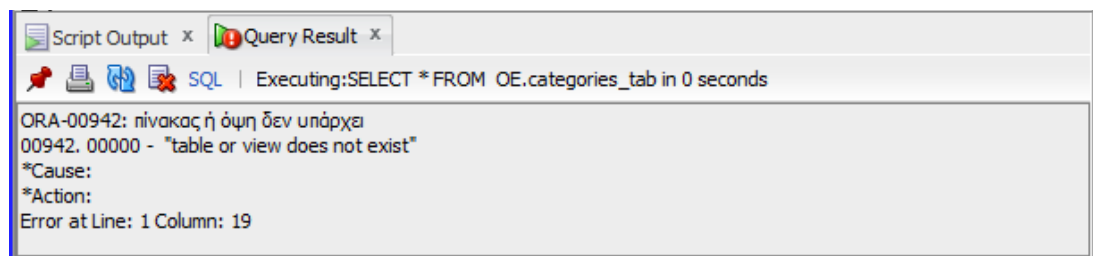 Script Output x Query Result x
SQL | Executing:SELECT * FROM OE.categories_tab in 0 seconds
ORA-00942: πίνακας ή όψη δεν υπάρχει
00942. 00000 - "table or view does not exist"
*Cause:
*Action:
Error at Line: 1 Column: 19